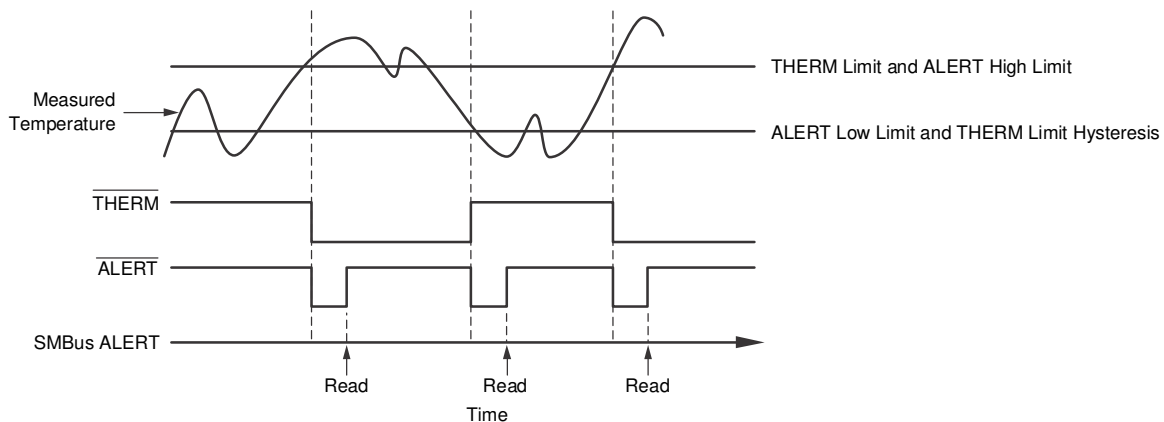 THERM Limit and ALERT High Limit
Measured
Temperature
ALERT Low Limit and THERM Limit Hysteresis
THERM
ALERT
SMBus ALERT
Read
Read
Read
Time